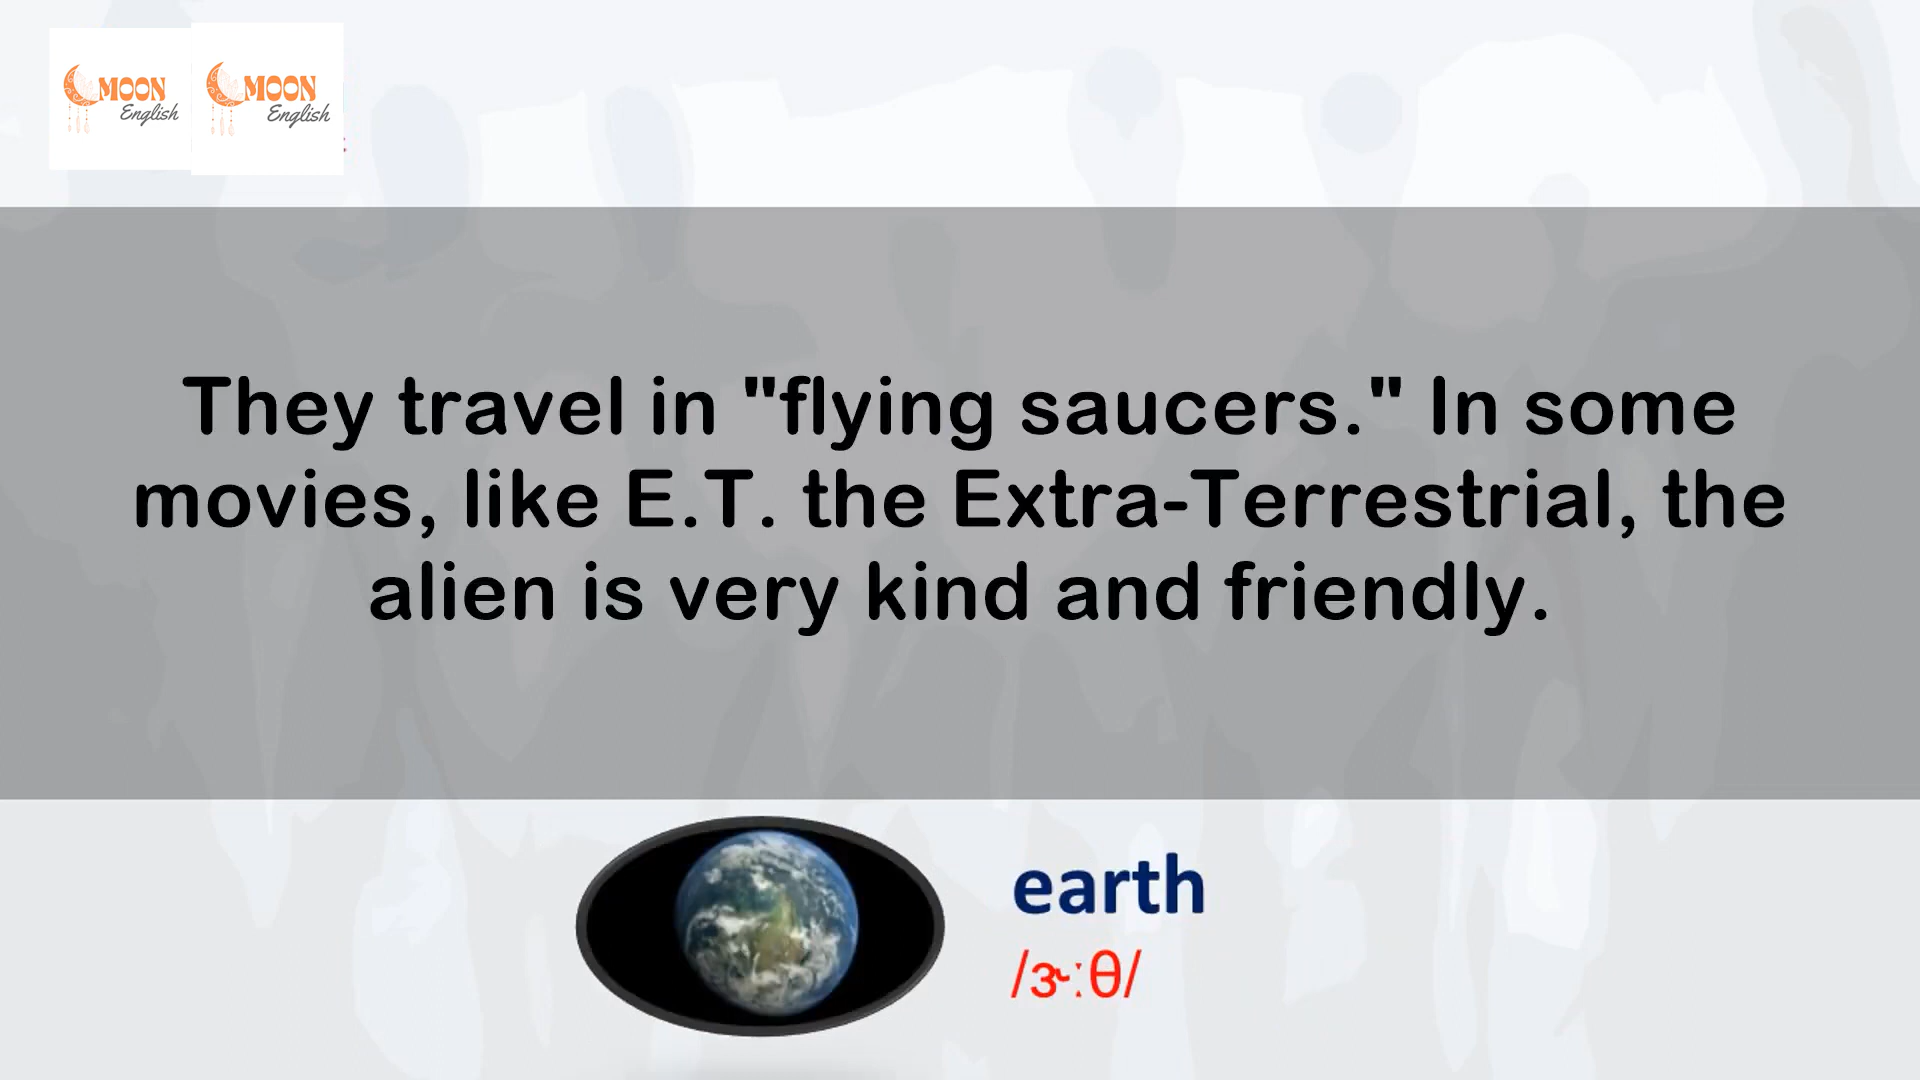 MOON
English
MOON
English
They travel in "flying saucers." In some
movies, like E.T. the Extra-Terrestrial, the
alien is very kind and friendly.
earth
/ɝːθ/